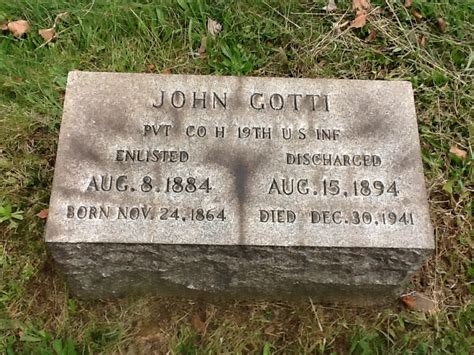 JOHN GOTTI
PVT CO H 19TH U S INF
ENLISTED DISCHARGED
AUG. 8, 1884 AUG. 15, 1894
BORN NOV. 24, 1864 DIED DEC. 30, 1941